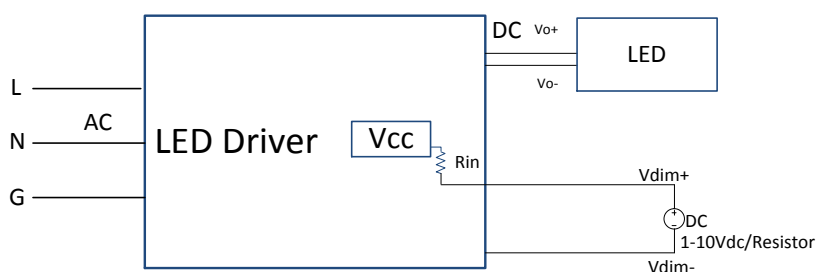 DC Vo+
LED
Vo-
L
AC
N
LED Driver
Vcc
Rin
G
Vdim+
+
−
DC
1-10Vdc/Resistor
Vdim-